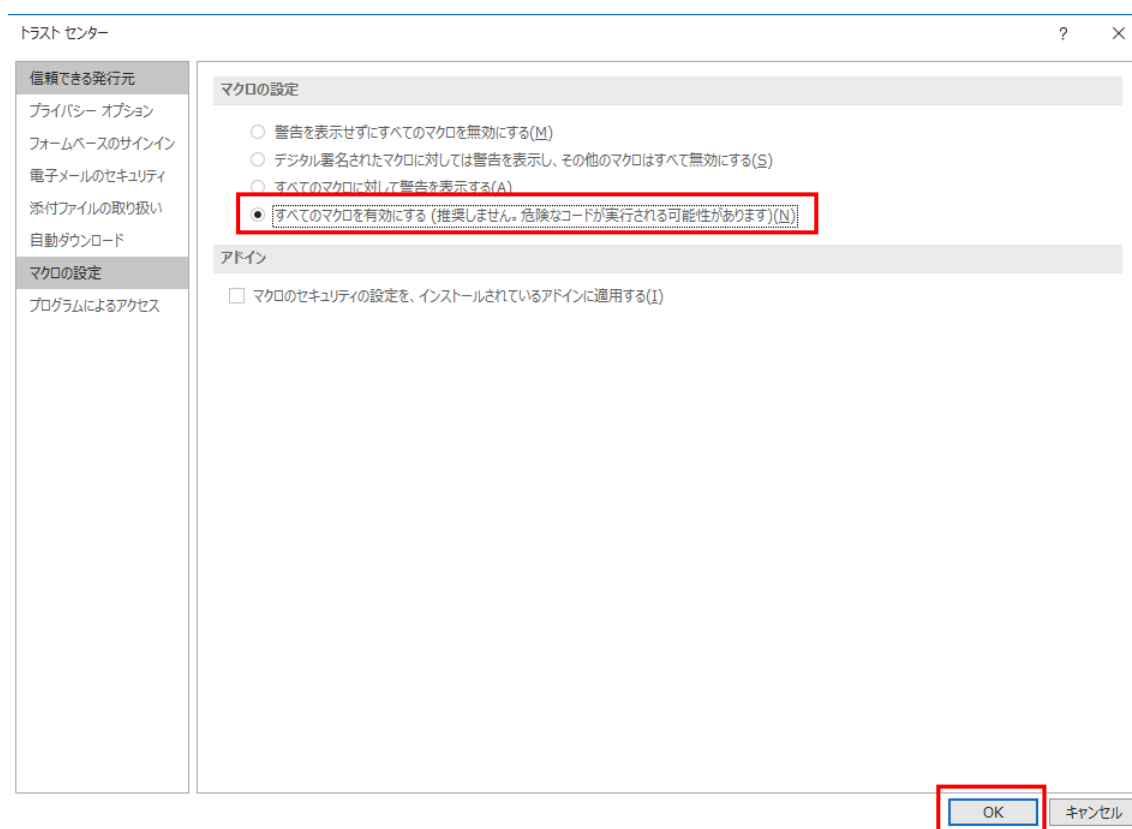 トラスト センター
?
信頼できる発行元
プライバシー オプション
フォームベースのサインイン
電子メールのセキュリティ
添付ファイルの取り扱い
自動ダウンロード
マクロの設定
プログラムによるアクセス
マクロの設定
警告を表示せずにすべてのマクロを無効にする(M)
デジタル署名されたマクロに対しては警告を表示し、その他のマクロはすべて無効にする(S)
すべてのマクロに対して警告を表示する(A)
すべてのマクロを有効にする (推奨しません。危険なコードが実行される可能性があります)(N)
アドイン
マクロのセキュリティの設定を、インストールされているアドインに適用する(I)
OK
キャンセル